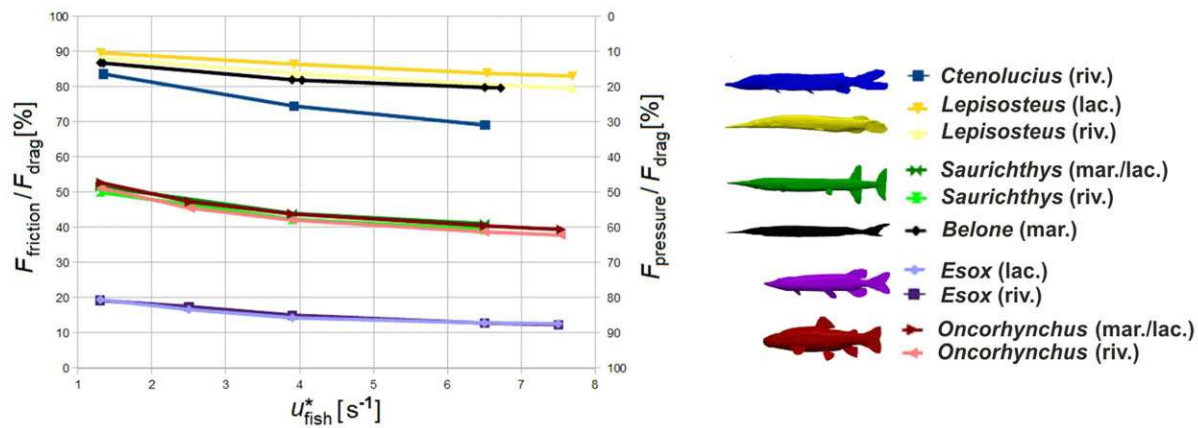 100
90
80
70
60
50
40
30
20
10
0
F_friction / F_drag [%]
0
10
20
30
40
50
60
70
80
90
100
F_pressure / F_drag [%]
1 2 3 4 5 6 7 8
u*_fish [s⁻¹]
Ctenolucius (riv.)
Lepisosteus (lac.)
Lepisosteus (riv.)
Saurichthys (mar./lac.)
Saurichthys (riv.)
Belone (mar.)
Esox (lac.)
Esox (riv.)
Oncorhynchus (mar./lac.)
Oncorhynchus (riv.)